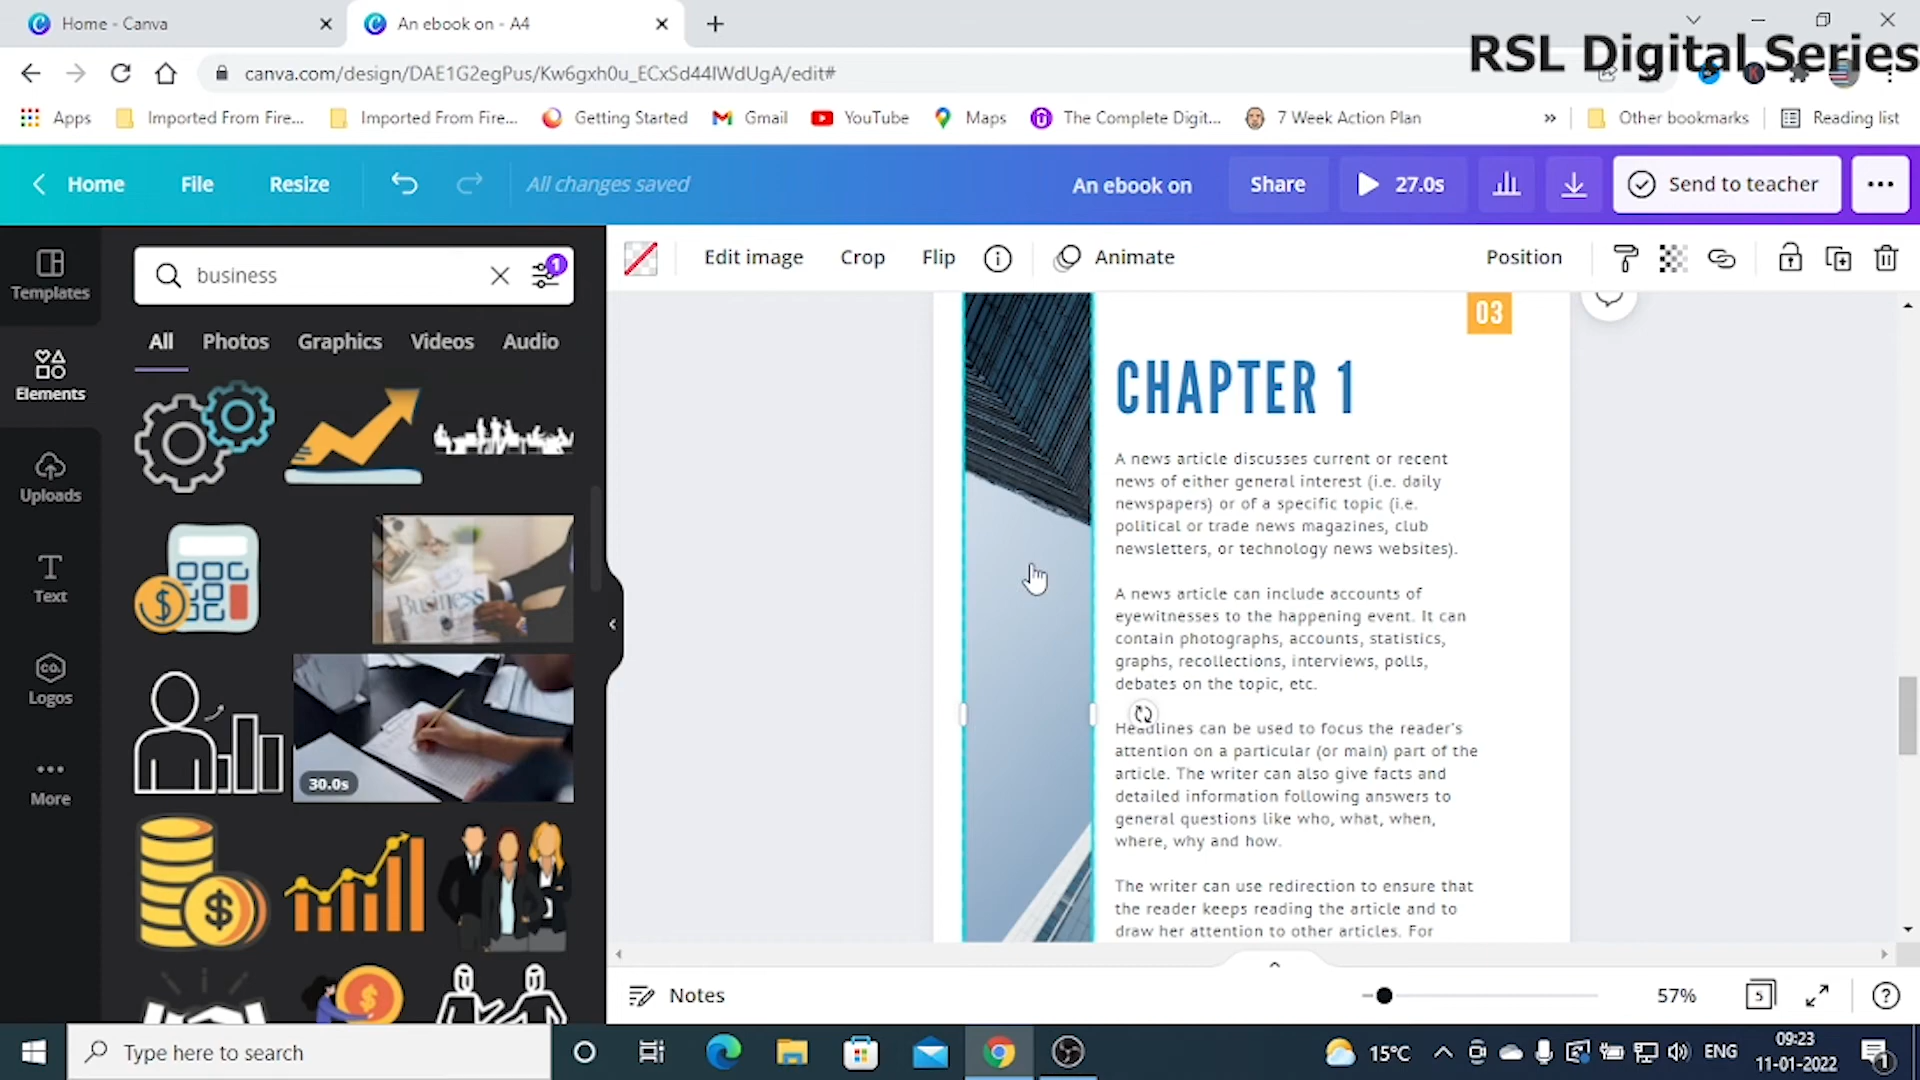 Home - Canva
An ebook on - A4
canva.com/design/DAE1G2egPus/Kw6gxh0u_ECxSd44lWdUgA/edit#
RSL Digital Series
Apps
Imported From Fire...
Imported From Fire...
Getting Started
Gmail
YouTube
Maps
The Complete Digit...
7 Week Action Plan
»
Other bookmarks
Reading list
Home
File
Resize
All changes saved
An ebook on
Share
27.0s
Send to teacher
Templates
Elements
Uploads
Text
CO.
Logos
More
business
1
All
Photos
Graphics
Videos
Audio
$
Business
30.0s
$
$
Edit image
Crop
Flip
Animate
Position
03
CHAPTER 1
A news article discusses current or recent
news of either general interest (i.e. daily
newspapers) or of a specific topic (i.e.
political or trade news magazines, club
newsletters, or technology news websites).
A news article can include accounts of
eyewitnesses to the happening event. It can
contain photographs, accounts, statistics,
graphs, recollections, interviews, polls,
debates on the topic, etc.
Headlines can be used to focus the reader's
attention on a particular (or main) part of the
article. The writer can also give facts and
detailed information following answers to
general questions like who, what, when,
where, why and how.
The writer can use redirection to ensure that
the reader keeps reading the article and to
draw her attention to other articles. For
Notes
57%
5
?
Type here to search
15°C
ENG
09:23
11-01-2022
1